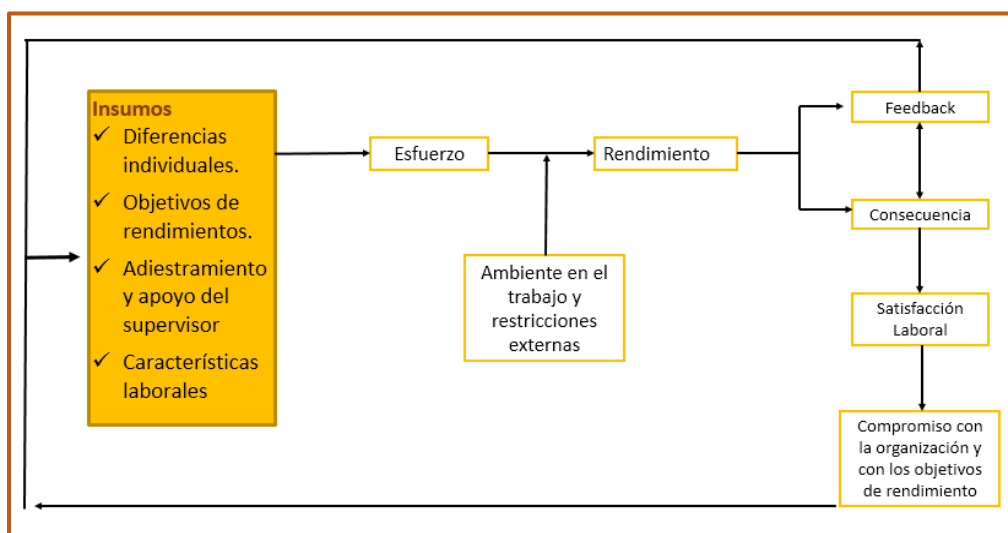 Insumos
✓ Diferencias
individuales.
✓ Objetivos de
rendimientos.
✓ Adiestramiento
y apoyo del
supervisor
✓ Características
laborales
Esfuerzo
Ambiente en el
trabajo y
restricciones
externas
Rendimiento
Feedback
Consecuencia
Satisfacción
Laboral
Compromiso con
la organización y
con los objetivos
de rendimiento